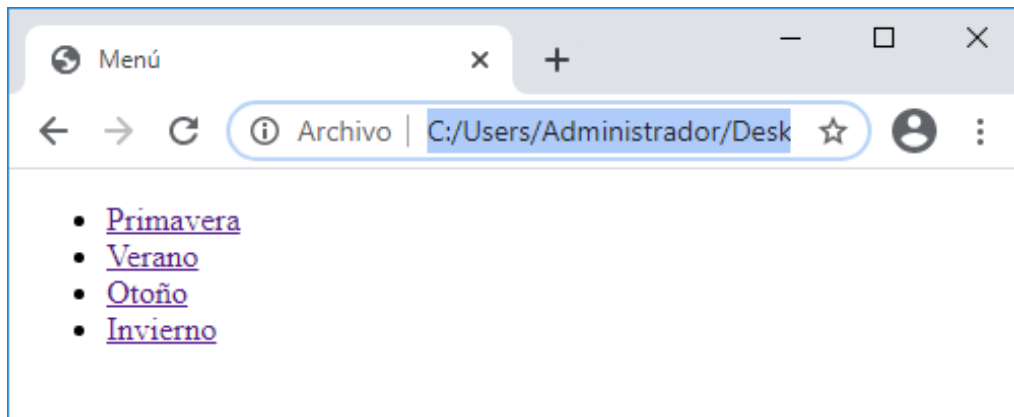 Menú
Archivo C:/Users/Administrador/Desk
Primavera
Verano
Otoño
Invierno